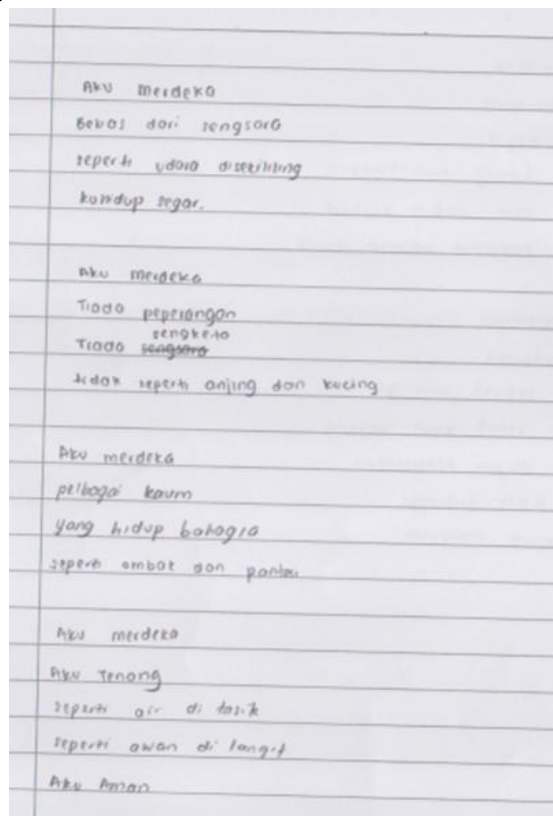 Aku merdeka
Bebas dari sengsara
seperti udara disekiliing
kuhidup segar.
Aku merdeka
Tiada peperangan
sengketa
Tiada sengsara
tidak seperti anjing dan kucing
Aku merdeka
pelbagai kaum
yang hidup bahagia
seperti ombak dan pantai
Aku merdeka
Aku Tenang
seperti air di tasik
seperti awan di langit
Aku Aman